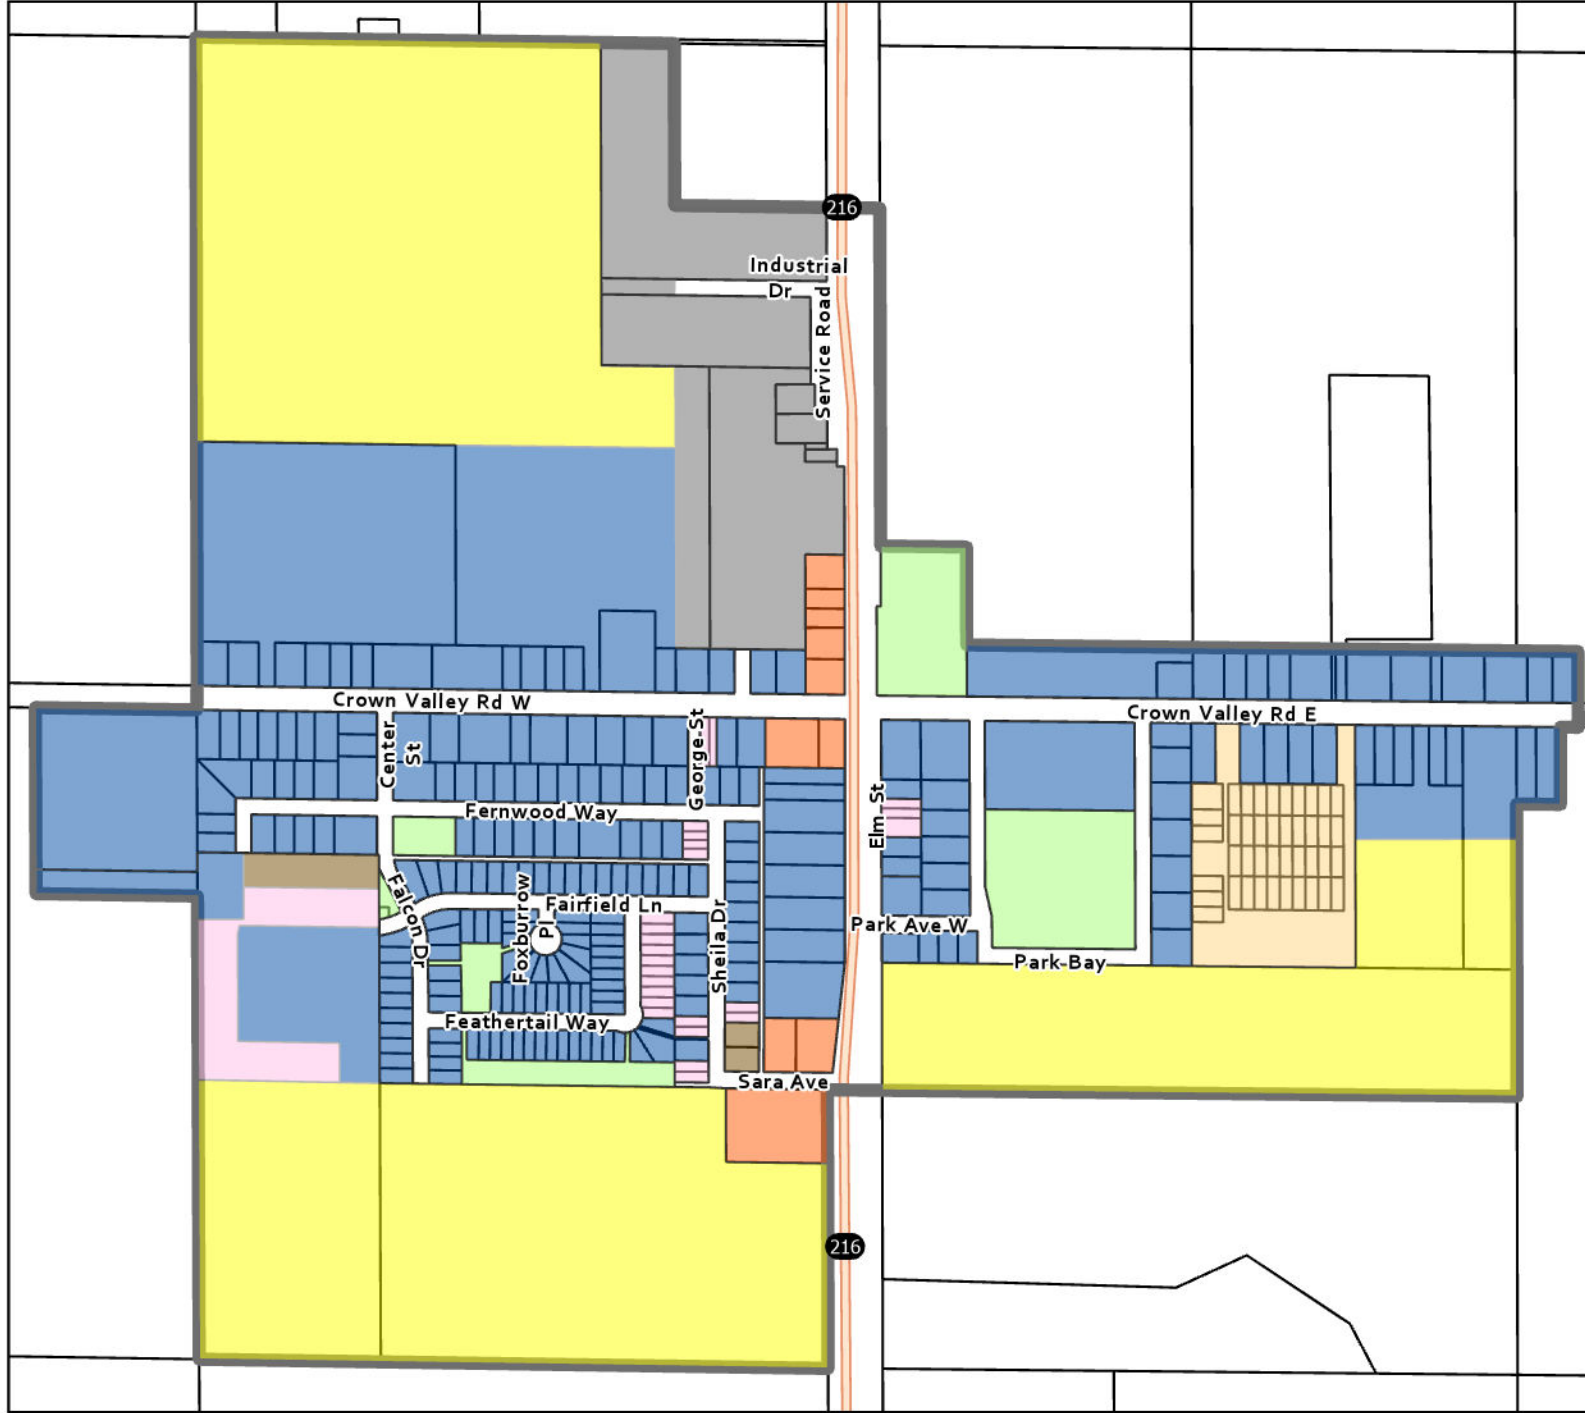 216
Industrial
Dr
Service Road
Crown Valley Rd W
Crown Valley Rd E
Center
St
George-St
Fernwood Way
Elm-St
Falcon Dr
Foxburrow
Pl
Fairfield Ln
Sheila Dr
Park Ave W
Park-Bay
Feathertail Way
Sara Ave
216